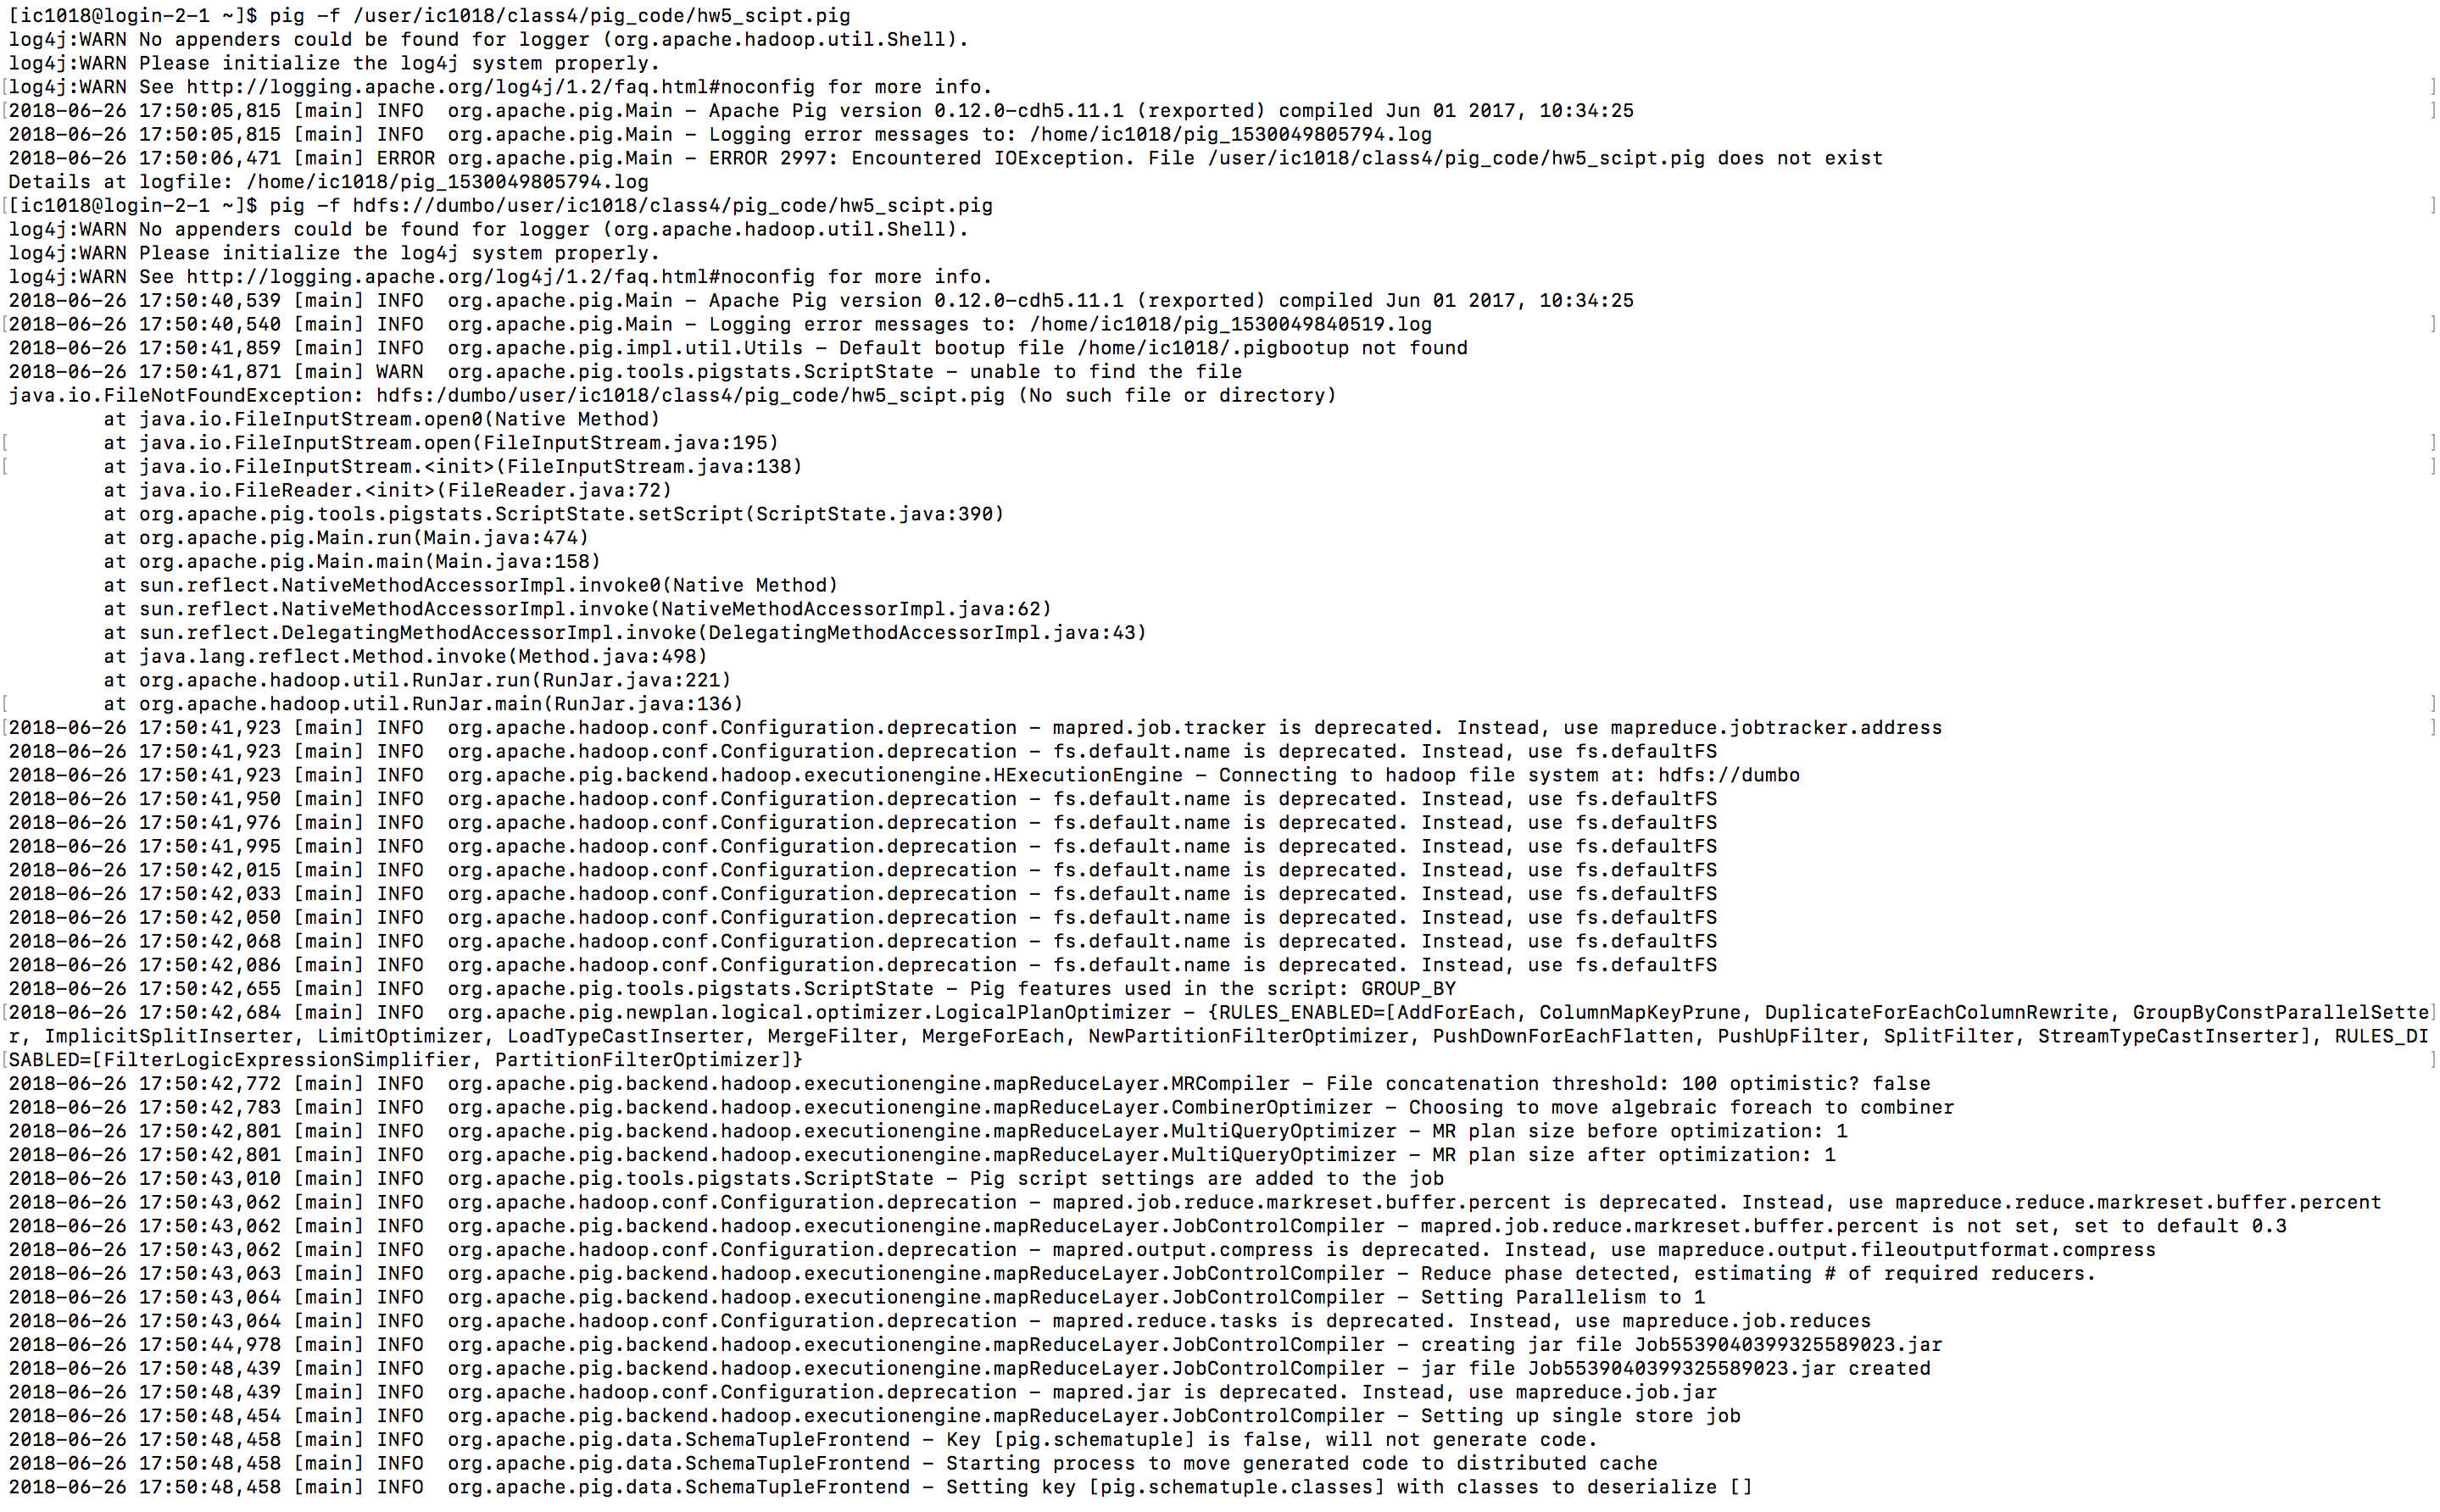 [ic1018@login-2-1 ~]$ pig -f /user/ic1018/class4/pig_code/hw5_scipt.pig
log4j:WARN No appenders could be found for logger (org.apache.hadoop.util.Shell).
log4j:WARN Please initialize the log4j system properly.
[log4j:WARN See http://logging.apache.org/log4j/1.2/faq.html#noconfig for more info. ]
[2018-06-26 17:50:05,815 [main] INFO  org.apache.pig.Main - Apache Pig version 0.12.0-cdh5.11.1 (rexported) compiled Jun 01 2017, 10:34:25 ]
2018-06-26 17:50:05,815 [main] INFO  org.apache.pig.Main - Logging error messages to: /home/ic1018/pig_1530049805794.log
2018-06-26 17:50:06,471 [main] ERROR org.apache.pig.Main - ERROR 2997: Encountered IOException. File /user/ic1018/class4/pig_code/hw5_scipt.pig does not exist
Details at logfile: /home/ic1018/pig_1530049805794.log
[[ic1018@login-2-1 ~]$ pig -f hdfs://dumbo/user/ic1018/class4/pig_code/hw5_scipt.pig ]
log4j:WARN No appenders could be found for logger (org.apache.hadoop.util.Shell).
log4j:WARN Please initialize the log4j system properly.
log4j:WARN See http://logging.apache.org/log4j/1.2/faq.html#noconfig for more info.
2018-06-26 17:50:40,539 [main] INFO  org.apache.pig.Main - Apache Pig version 0.12.0-cdh5.11.1 (rexported) compiled Jun 01 2017, 10:34:25
[2018-06-26 17:50:40,540 [main] INFO  org.apache.pig.Main - Logging error messages to: /home/ic1018/pig_1530049840519.log ]
2018-06-26 17:50:41,859 [main] INFO  org.apache.pig.impl.util.Utils - Default bootup file /home/ic1018/.pigbootup not found
2018-06-26 17:50:41,871 [main] WARN  org.apache.pig.tools.pigstats.ScriptState - unable to find the file
java.io.FileNotFoundException: hdfs:/dumbo/user/ic1018/class4/pig_code/hw5_scipt.pig (No such file or directory)
        at java.io.FileInputStream.open0(Native Method)
[        at java.io.FileInputStream.open(FileInputStream.java:195) ]
[        at java.io.FileInputStream.<init>(FileInputStream.java:138) ]
        at java.io.FileReader.<init>(FileReader.java:72)
        at org.apache.pig.tools.pigstats.ScriptState.setScript(ScriptState.java:390)
        at org.apache.pig.Main.run(Main.java:474)
        at org.apache.pig.Main.main(Main.java:158)
        at sun.reflect.NativeMethodAccessorImpl.invoke0(Native Method)
        at sun.reflect.NativeMethodAccessorImpl.invoke(NativeMethodAccessorImpl.java:62)
        at sun.reflect.DelegatingMethodAccessorImpl.invoke(DelegatingMethodAccessorImpl.java:43)
        at java.lang.reflect.Method.invoke(Method.java:498)
        at org.apache.hadoop.util.RunJar.run(RunJar.java:221)
[        at org.apache.hadoop.util.RunJar.main(RunJar.java:136) ]
[2018-06-26 17:50:41,923 [main] INFO  org.apache.hadoop.conf.Configuration.deprecation - mapred.job.tracker is deprecated. Instead, use mapreduce.jobtracker.address ]
2018-06-26 17:50:41,923 [main] INFO  org.apache.hadoop.conf.Configuration.deprecation - fs.default.name is deprecated. Instead, use fs.defaultFS
2018-06-26 17:50:41,923 [main] INFO  org.apache.pig.backend.hadoop.executionengine.HExecutionEngine - Connecting to hadoop file system at: hdfs://dumbo
2018-06-26 17:50:41,950 [main] INFO  org.apache.hadoop.conf.Configuration.deprecation - fs.default.name is deprecated. Instead, use fs.defaultFS
2018-06-26 17:50:41,976 [main] INFO  org.apache.hadoop.conf.Configuration.deprecation - fs.default.name is deprecated. Instead, use fs.defaultFS
2018-06-26 17:50:41,995 [main] INFO  org.apache.hadoop.conf.Configuration.deprecation - fs.default.name is deprecated. Instead, use fs.defaultFS
2018-06-26 17:50:42,015 [main] INFO  org.apache.hadoop.conf.Configuration.deprecation - fs.default.name is deprecated. Instead, use fs.defaultFS
2018-06-26 17:50:42,033 [main] INFO  org.apache.hadoop.conf.Configuration.deprecation - fs.default.name is deprecated. Instead, use fs.defaultFS
2018-06-26 17:50:42,050 [main] INFO  org.apache.hadoop.conf.Configuration.deprecation - fs.default.name is deprecated. Instead, use fs.defaultFS
2018-06-26 17:50:42,068 [main] INFO  org.apache.hadoop.conf.Configuration.deprecation - fs.default.name is deprecated. Instead, use fs.defaultFS
2018-06-26 17:50:42,086 [main] INFO  org.apache.hadoop.conf.Configuration.deprecation - fs.default.name is deprecated. Instead, use fs.defaultFS
2018-06-26 17:50:42,655 [main] INFO  org.apache.pig.tools.pigstats.ScriptState - Pig features used in the script: GROUP_BY
[2018-06-26 17:50:42,684 [main] INFO  org.apache.pig.newplan.logical.optimizer.LogicalPlanOptimizer - {RULES_ENABLED=[AddForEach, ColumnMapKeyPrune, DuplicateForEachColumnRewrite, GroupByConstParallelSette]
r, ImplicitSplitInserter, LimitOptimizer, LoadTypeCastInserter, MergeFilter, MergeForEach, NewPartitionFilterOptimizer, PushDownForEachFlatten, PushUpFilter, SplitFilter, StreamTypeCastInserter], RULES_DI
[SABLED=[FilterLogicExpressionSimplifier, PartitionFilterOptimizer]} ]
2018-06-26 17:50:42,772 [main] INFO  org.apache.pig.backend.hadoop.executionengine.mapReduceLayer.MRCompiler - File concatenation threshold: 100 optimistic? false
2018-06-26 17:50:42,783 [main] INFO  org.apache.pig.backend.hadoop.executionengine.mapReduceLayer.CombinerOptimizer - Choosing to move algebraic foreach to combiner
2018-06-26 17:50:42,801 [main] INFO  org.apache.pig.backend.hadoop.executionengine.mapReduceLayer.MultiQueryOptimizer - MR plan size before optimization: 1
2018-06-26 17:50:42,801 [main] INFO  org.apache.pig.backend.hadoop.executionengine.mapReduceLayer.MultiQueryOptimizer - MR plan size after optimization: 1
2018-06-26 17:50:43,010 [main] INFO  org.apache.pig.tools.pigstats.ScriptState - Pig script settings are added to the job
2018-06-26 17:50:43,062 [main] INFO  org.apache.hadoop.conf.Configuration.deprecation - mapred.job.reduce.markreset.buffer.percent is deprecated. Instead, use mapreduce.reduce.markreset.buffer.percent
2018-06-26 17:50:43,062 [main] INFO  org.apache.pig.backend.hadoop.executionengine.mapReduceLayer.JobControlCompiler - mapred.job.reduce.markreset.buffer.percent is not set, set to default 0.3
2018-06-26 17:50:43,062 [main] INFO  org.apache.hadoop.conf.Configuration.deprecation - mapred.output.compress is deprecated. Instead, use mapreduce.output.fileoutputformat.compress
2018-06-26 17:50:43,063 [main] INFO  org.apache.pig.backend.hadoop.executionengine.mapReduceLayer.JobControlCompiler - Reduce phase detected, estimating # of required reducers.
2018-06-26 17:50:43,064 [main] INFO  org.apache.pig.backend.hadoop.executionengine.mapReduceLayer.JobControlCompiler - Setting Parallelism to 1
2018-06-26 17:50:43,064 [main] INFO  org.apache.hadoop.conf.Configuration.deprecation - mapred.reduce.tasks is deprecated. Instead, use mapreduce.job.reduces
2018-06-26 17:50:44,978 [main] INFO  org.apache.pig.backend.hadoop.executionengine.mapReduceLayer.JobControlCompiler - creating jar file Job5539040399325589023.jar
2018-06-26 17:50:48,439 [main] INFO  org.apache.pig.backend.hadoop.executionengine.mapReduceLayer.JobControlCompiler - jar file Job5539040399325589023.jar created
2018-06-26 17:50:48,439 [main] INFO  org.apache.hadoop.conf.Configuration.deprecation - mapred.jar is deprecated. Instead, use mapreduce.job.jar
2018-06-26 17:50:48,454 [main] INFO  org.apache.pig.backend.hadoop.executionengine.mapReduceLayer.JobControlCompiler - Setting up single store job
2018-06-26 17:50:48,458 [main] INFO  org.apache.pig.data.SchemaTupleFrontend - Key [pig.schematuple] is false, will not generate code.
2018-06-26 17:50:48,458 [main] INFO  org.apache.pig.data.SchemaTupleFrontend - Starting process to move generated code to distributed cache
2018-06-26 17:50:48,458 [main] INFO  org.apache.pig.data.SchemaTupleFrontend - Setting key [pig.schematuple.classes] with classes to deserialize []